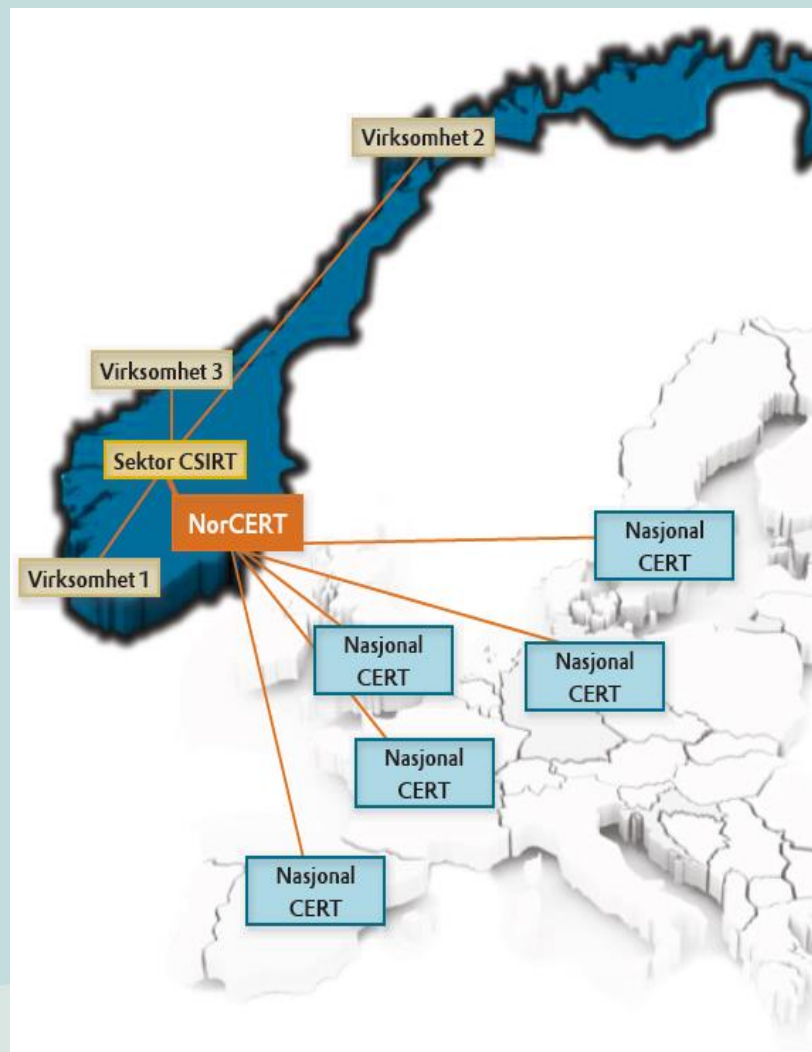 Virksomhet 2
Virksomhet 3
Sektor CSIRT
NorCERT
Virksomhet 1
Nasjonal
CERT
Nasjonal
CERT
Nasjonal
CERT
Nasjonal
CERT
Nasjonal
CERT